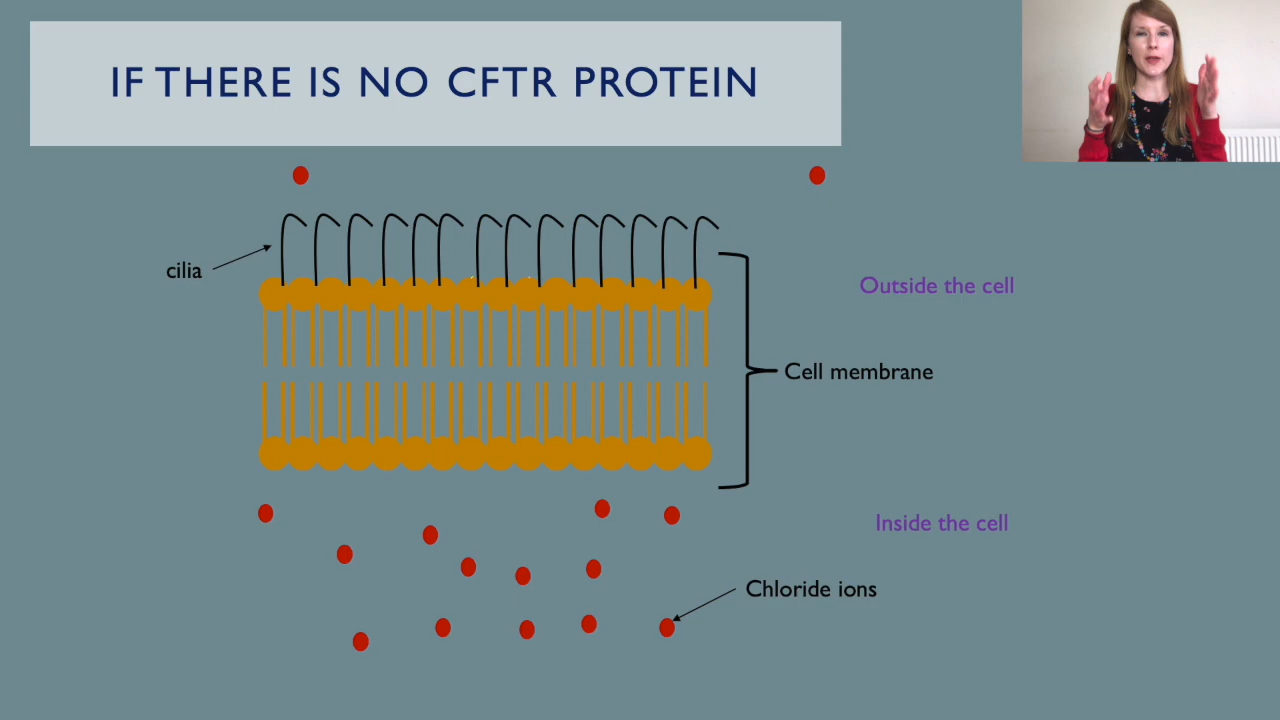 IF THERE IS NO CFTR PROTEIN
cilia
Outside the cell
Cell membrane
Inside the cell
Chloride ions